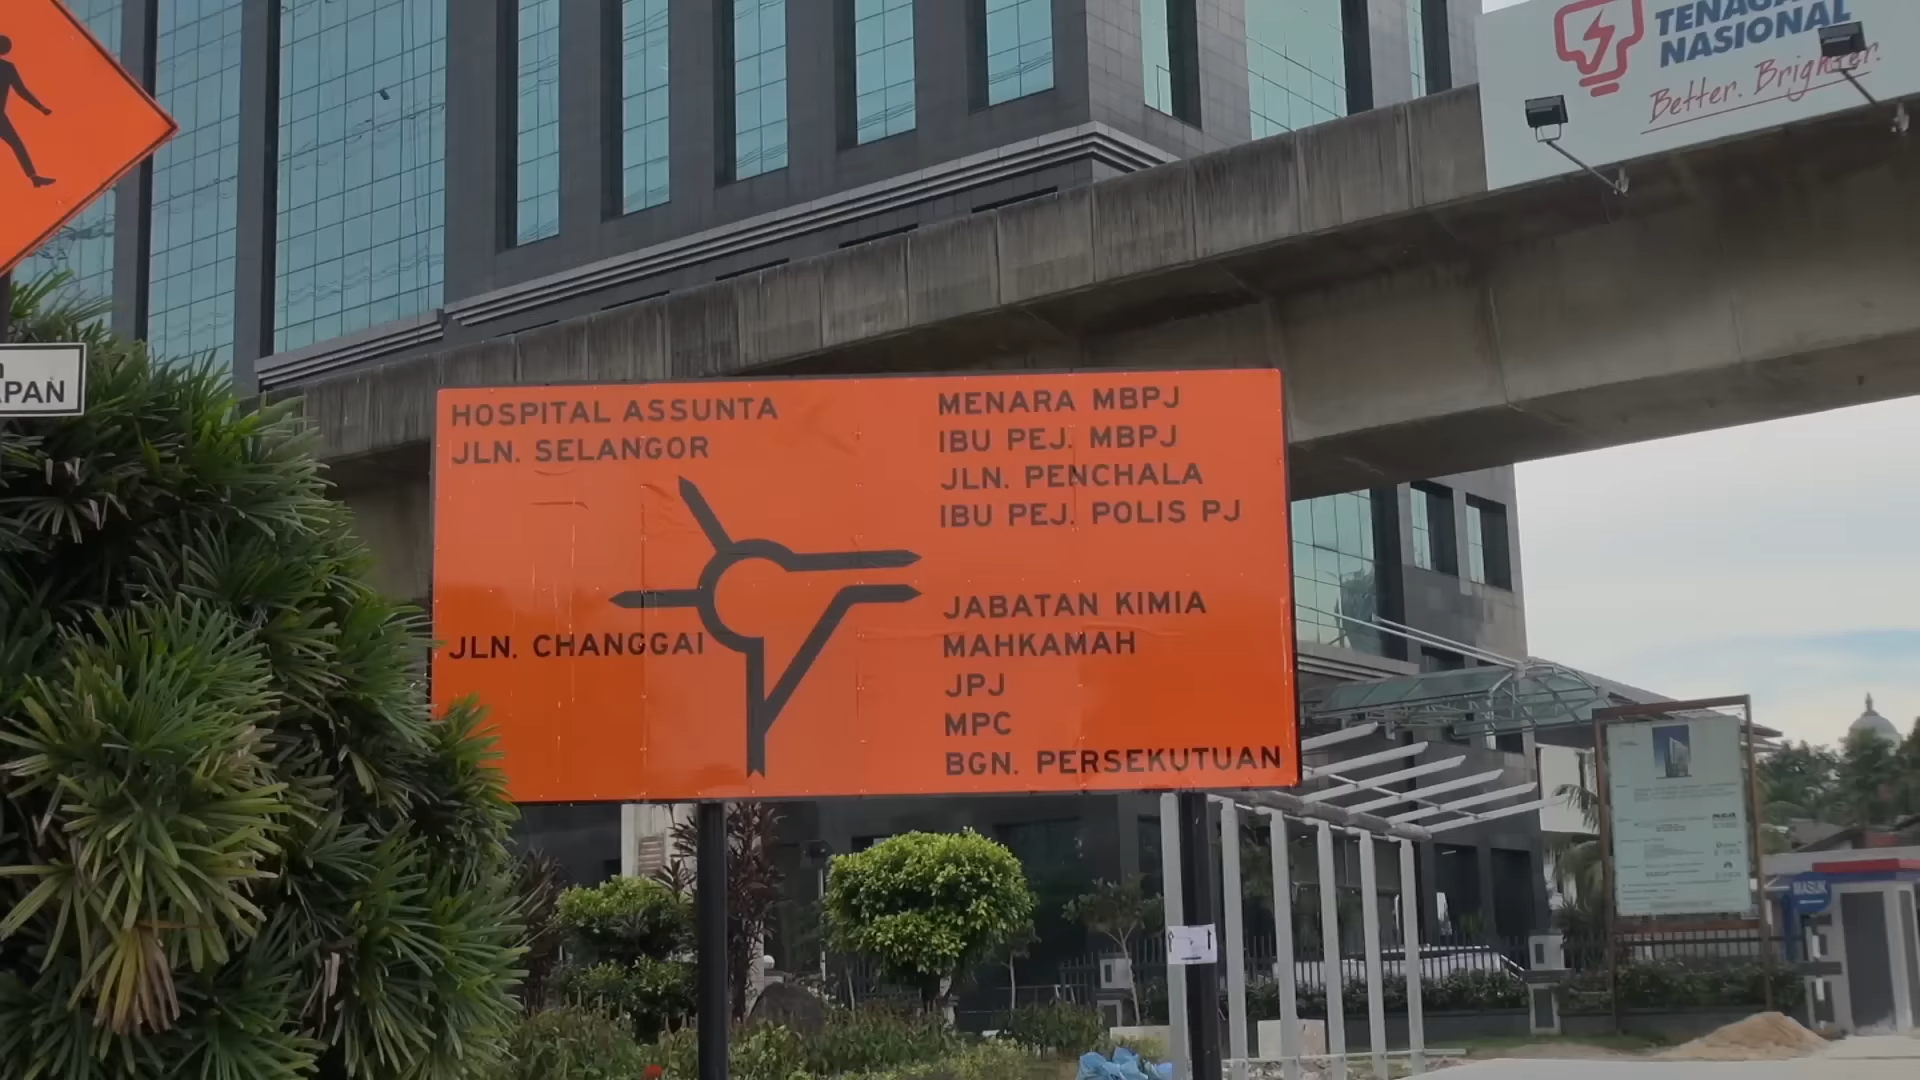 TENAGA
NASIONAL
Better. Brighter.
PAN
HOSPITAL ASSUNTA
JLN. SELANGOR
MENARA MBPJ
IBU PEJ. MBPJ
JLN. PENCHALA
IBU PEJ. POLIS PJ
JLN. CHANGGAI
JABATAN KIMIA
MAHKAMAH
JPJ
MPC
BGN. PERSEKUTUAN
MASUK